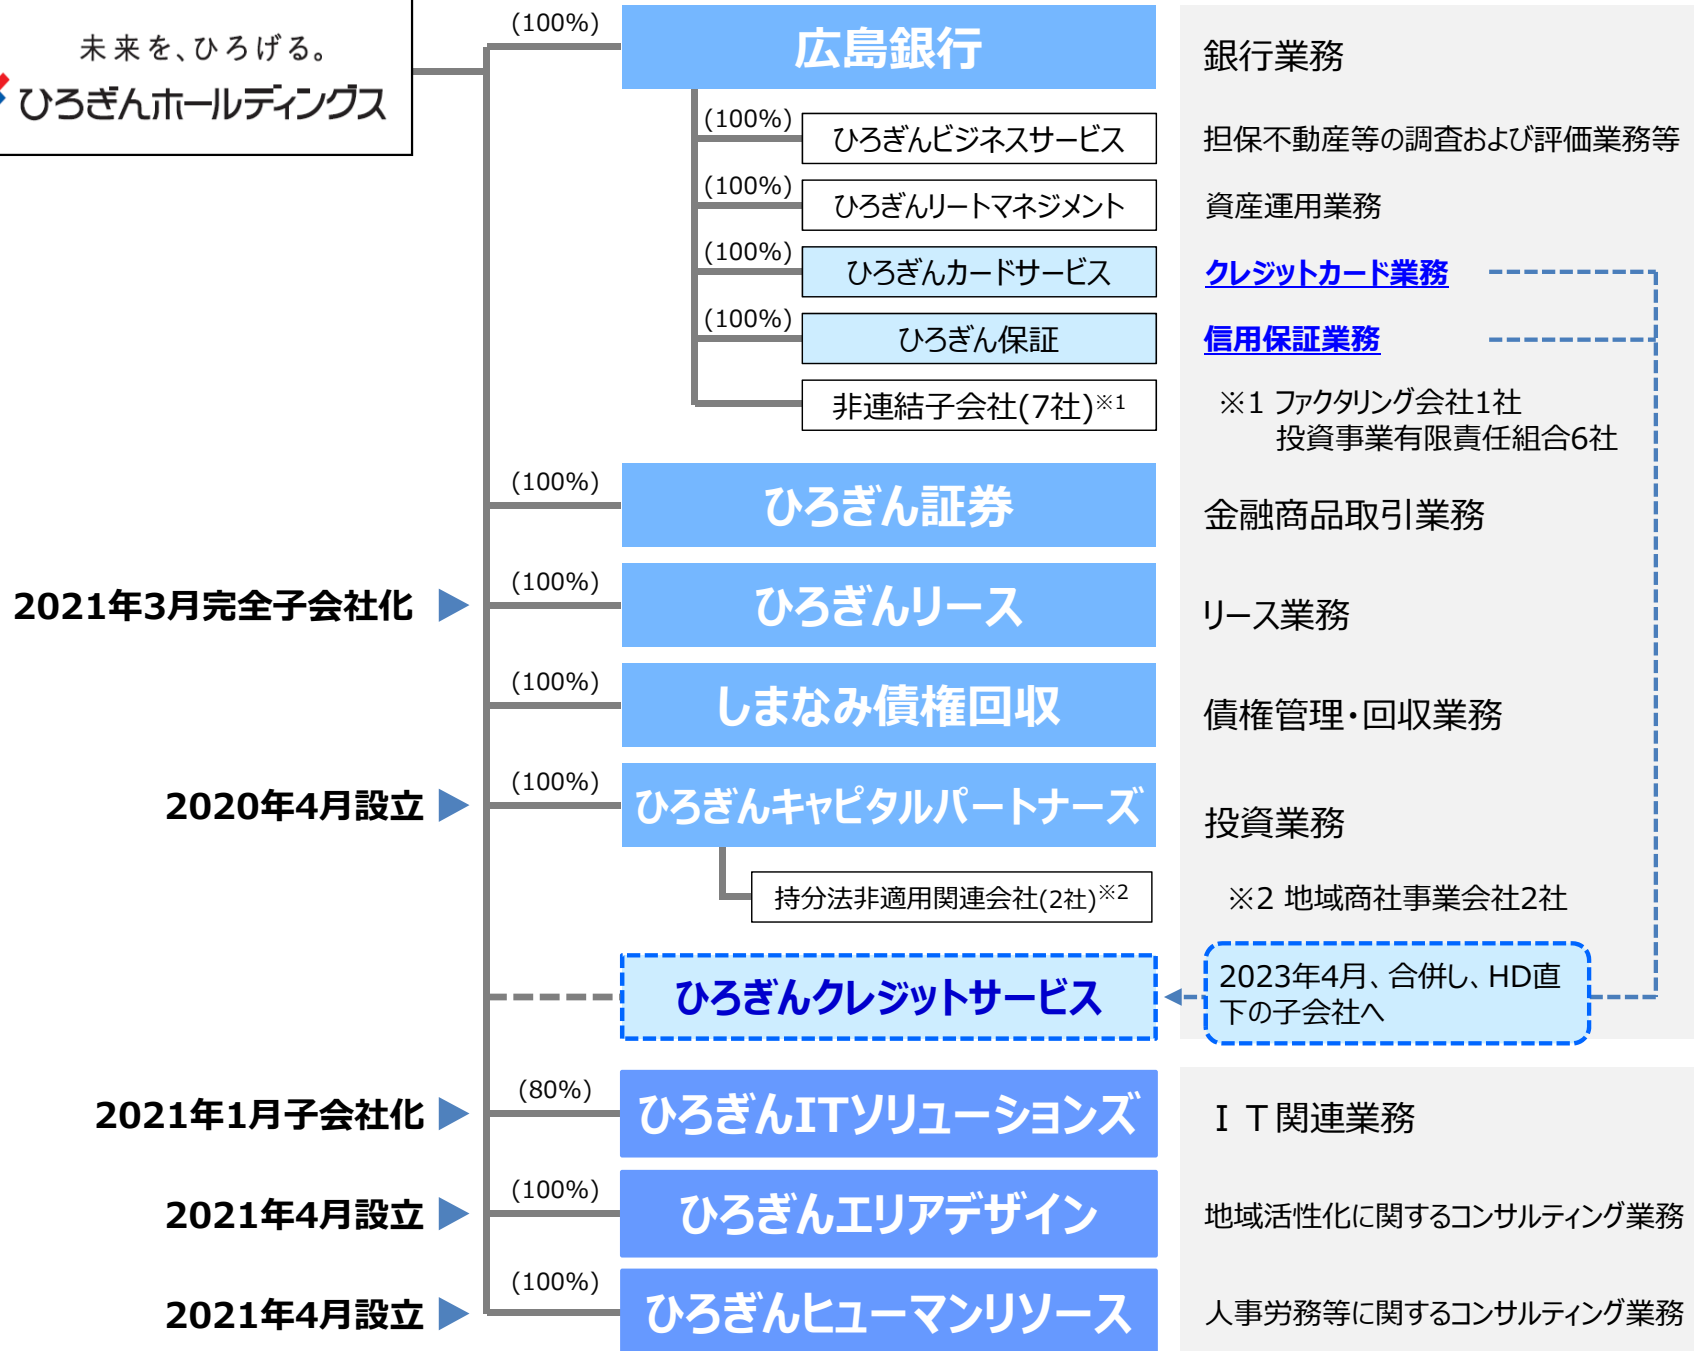 未来を、ひろげる。
ひろぎんホールディングス
(100%)
広島銀行
銀行業務
(100%)
ひろぎんビジネスサービス
担保不動産等の調査および評価業務等
(100%)
ひろぎんリートマネジメント
資産運用業務
(100%)
ひろぎんカードサービス
クレジットカード業務
(100%)
ひろぎん保証
信用保証業務
非連結子会社(7社)※1
※1 ファクタリング会社1社
投資事業有限責任組合6社
(100%)
ひろぎん証券
金融商品取引業務
2021年3月完全子会社化
(100%)
ひろぎんリース
リース業務
(100%)
しまなみ債権回収
債権管理・回収業務
2020年4月設立
(100%)
ひろぎんキャピタルパートナーズ
投資業務
持分法非適用関連会社(2社)※2
※2 地域商社事業会社2社
ひろぎんクレジットサービス
2023年4月、合併し、HD直
下の子会社へ
2021年1月子会社化
(80%)
ひろぎんITソリューションズ
ＩＴ関連業務
2021年4月設立
(100%)
ひろぎんエリアデザイン
地域活性化に関するコンサルティング業務
2021年4月設立
(100%)
ひろぎんヒューマンリソース
人事労務等に関するコンサルティング業務